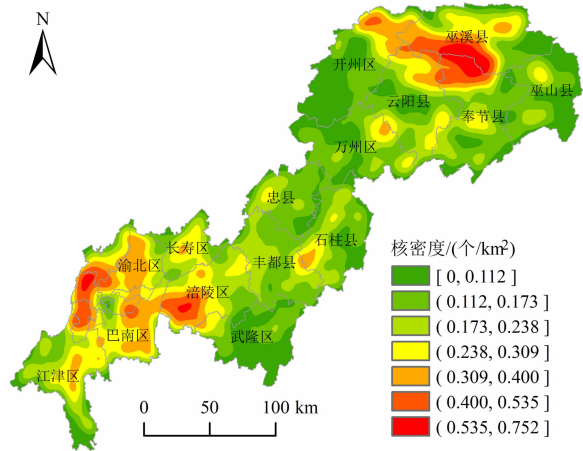 N
巫溪县
开州区
巫山县
云阳县
奉节县
万州区
忠县
石柱县
长寿区
渝北区
丰都县
涪陵区
巴南区
武隆区
江津区
核密度/(个/km²)
[ 0, 0.112 ]
( 0.112, 0.173 ]
( 0.173, 0.238 ]
( 0.238, 0.309 ]
( 0.309, 0.400 ]
( 0.400, 0.535 ]
( 0.535, 0.752 ]
0 50 100 km